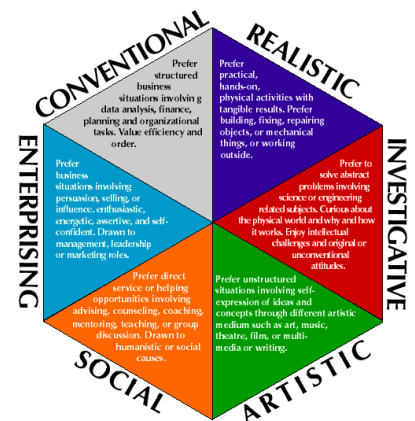 CONVENTIONAL
Prefer
structured
business
situations involving
data analysis, finance,
planning and organizational
tasks. Value efficiency and
order.
REALISTIC
Prefer
practical,
hands-on,
physical activities with
tangible results. Prefer
building, fixing, repairing
objects, or mechanical
things, or working
outside.
ENTERPRISING
Prefer
business
situations involving
persuasion, selling, or
influence. enthusiastic,
energetic, assertive, and self-
confident. Drawn to
management, leadership
or marketing roles.
INVESTIGATIVE
Prefer to
solve abstract
problems involving
science or engineering
related subjects. Curious about
the physical world and why and how
it works. Enjoy intellectual
challenges and original or
unconventional
attitudes.
SOCIAL
Prefer direct
service or helping
opportunities involving
advising, counseling, coaching,
mentoring, teaching, or group
discussion. Drawn to
humanistic or social
causes.
ARTISTIC
Prefer unstructured
situations involving self-
expression of ideas and
concepts through different artistic
medium such as art, music,
theatre, film, or multi-
media or writing.